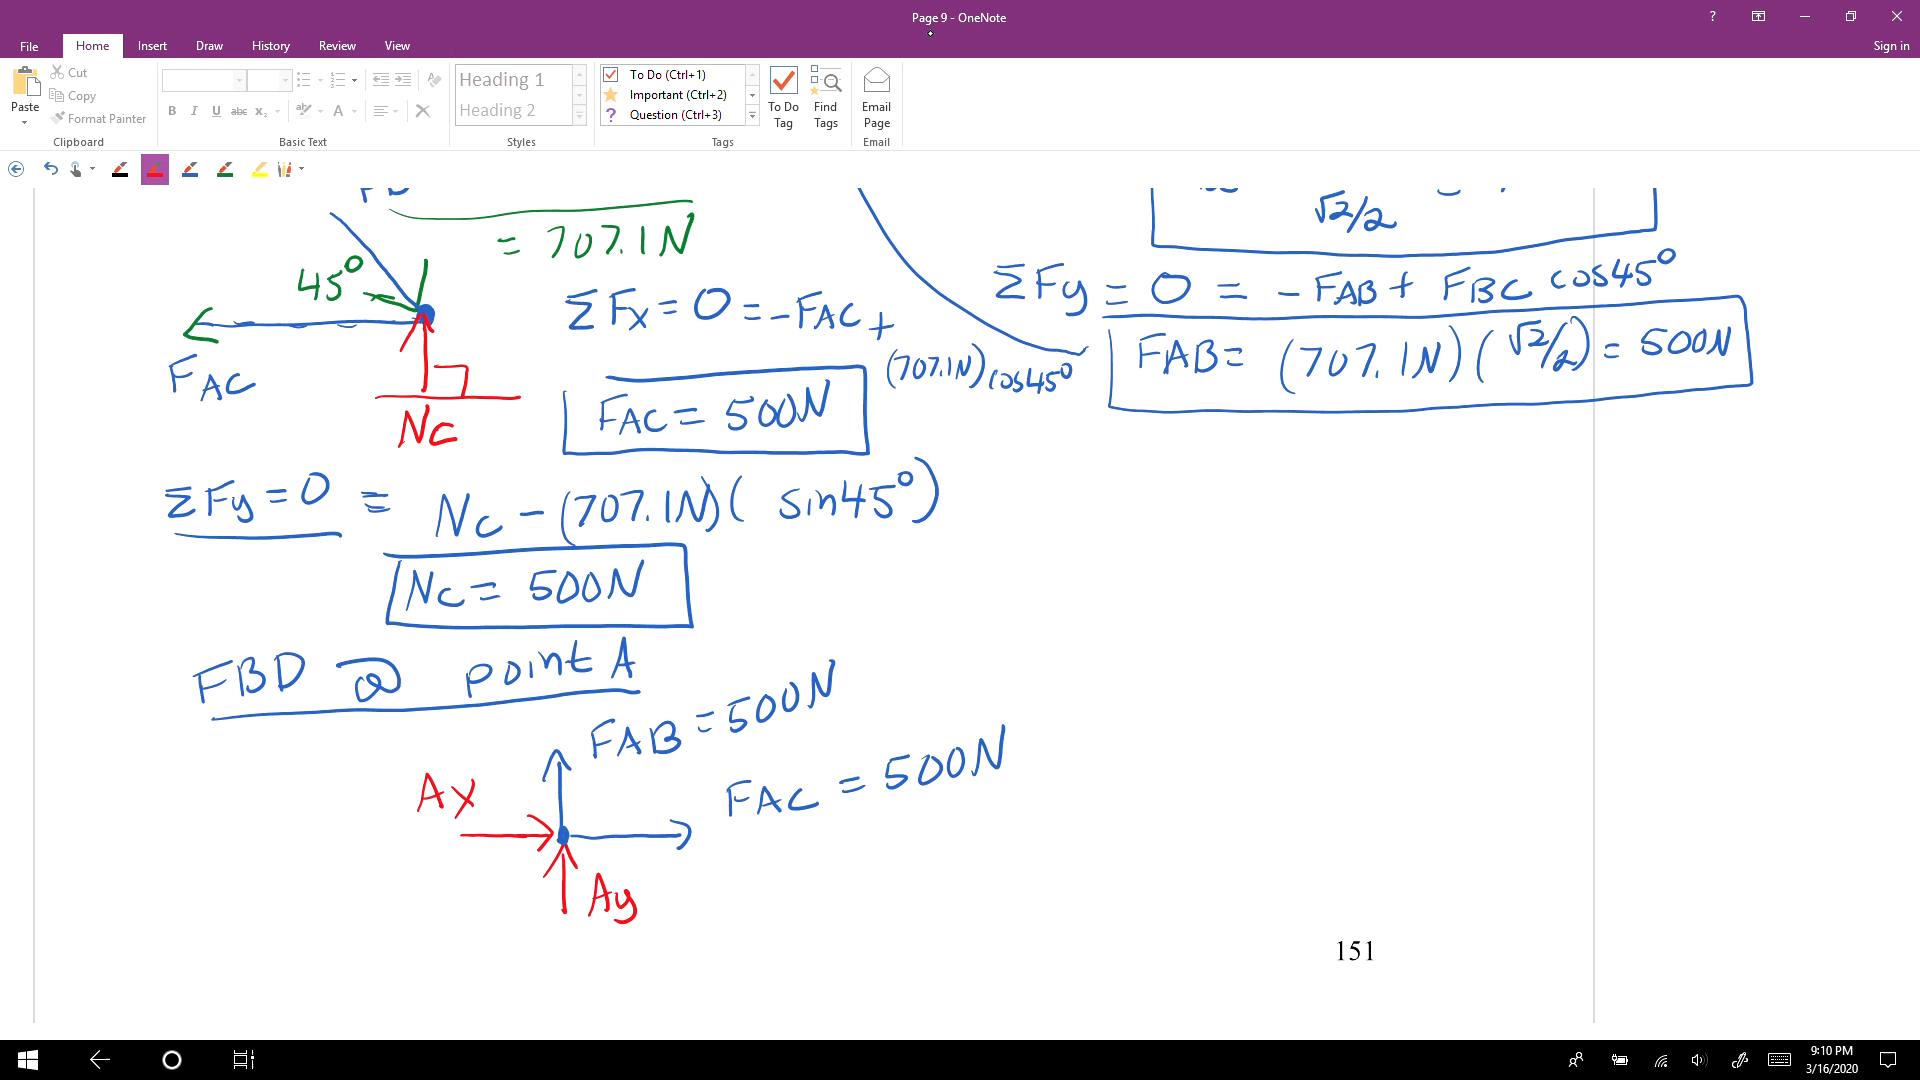 Page 9 - OneNote
?
File
Home
Insert
Draw
History
Review
View
Sign in
Paste
Cut
Copy
Format Painter
Clipboard
B I U abc x₂ A
Basic Text
Heading 1
Heading 2
Styles
To Do (Ctrl+1)
Important (Ctrl+2)
? Question (Ctrl+3)
To Do Tag
Find Tags
Tags
Email Page
Email
= 707.1N
45°
FAC
NC
ΣFx = 0 = -FAC +
(707.1N) cos45°
FAC = 500N
√2/2
ΣFy = 0 = -FAB + FBC cos45°
FAB = (707.1N)(√2/2) = 500N
ΣFy = 0 = NC - (707.1N)( sin45°)
NC = 500N
FBD @ point A
FAB = 500N
FAC = 500N
Ax
Ay
151
9:10 PM
3/16/2020